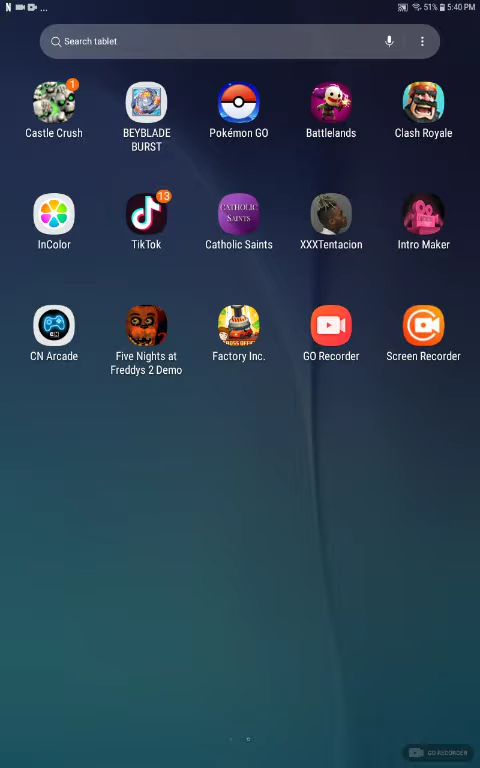 N ... 51% 5:40 PM
Search tablet
1
Castle Crush BEYBLADE BURST Pokémon GO Battlelands Clash Royale
13
CATHOLIC SAINTS
InColor TikTok Catholic Saints XXXTentacion Intro Maker
CN
CN Arcade Five Nights at Freddys 2 Demo Factory Inc. GO Recorder Screen Recorder
GO RECORDER